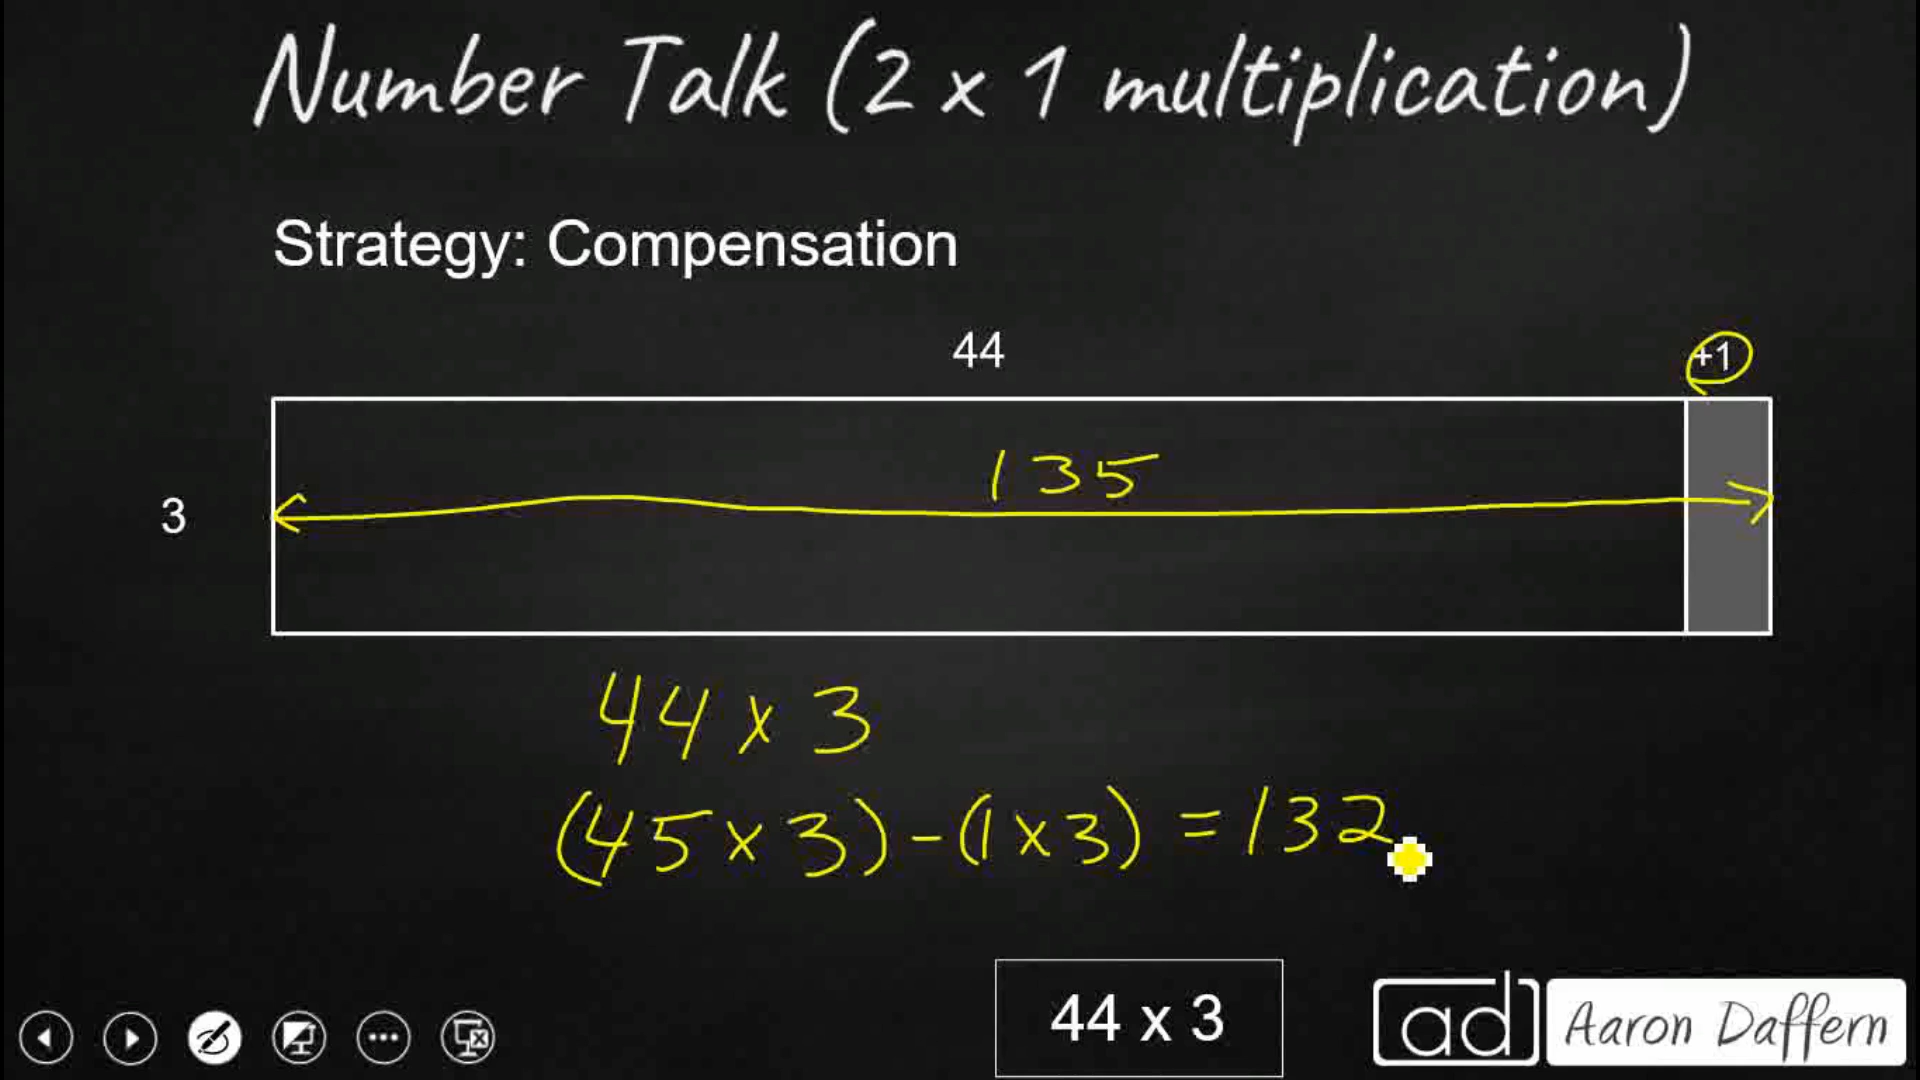 Number Talk (2 x 1 multiplication)
Strategy: Compensation
44
+1
135
3
44 x 3
(45 x 3) - (1 x 3) = 132
44 x 3
ad
Aaron Daffern